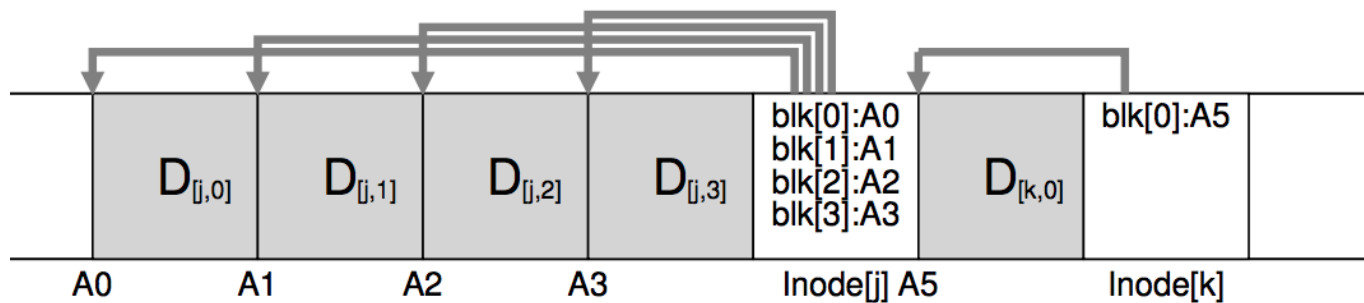 blk[0]:A0
blk[1]:A1
blk[2]:A2
blk[3]:A3
blk[0]:A5
D[j,0] D[j,1] D[j,2] D[j,3] D[k,0]
A0 A1 A2 A3 Inode[j] A5 Inode[k]